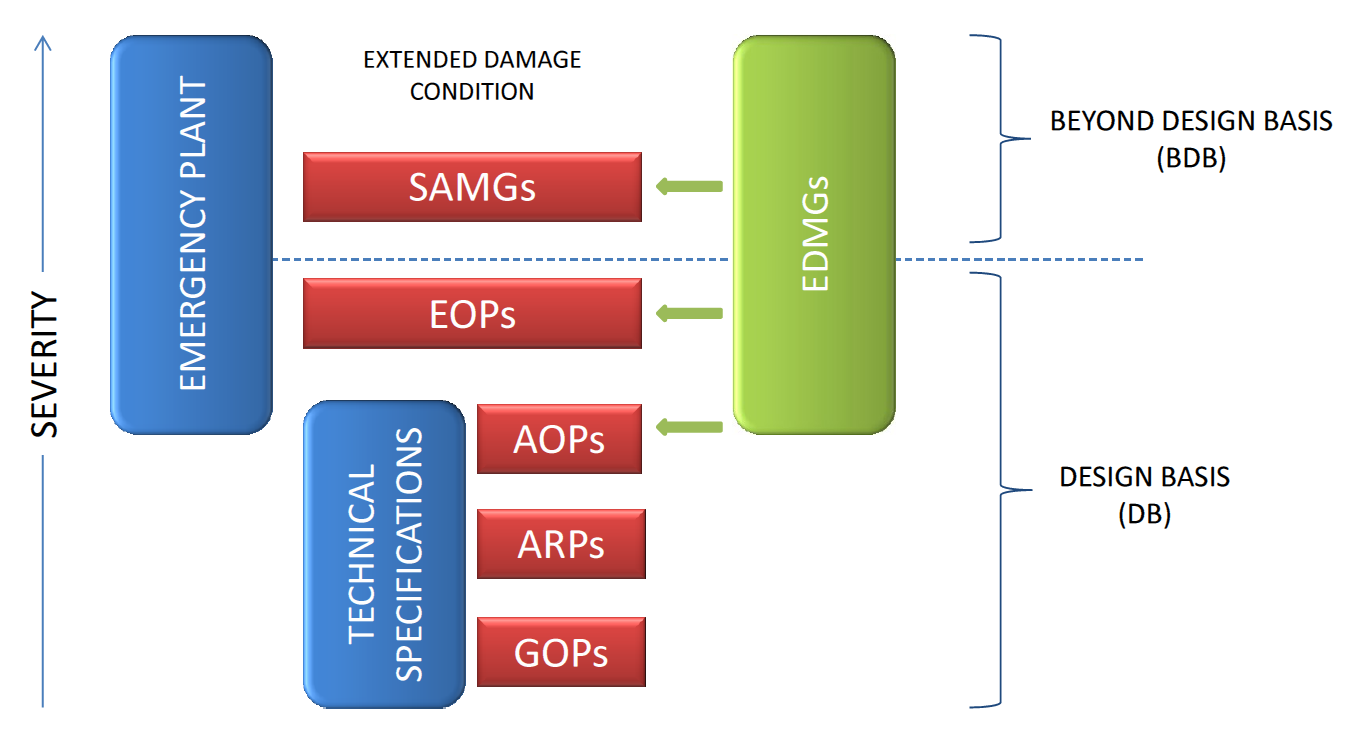 SEVERITY
EMERGENCY PLANT
EXTENDED DAMAGE
CONDITION
SAMGs
EOPs
TECHNICAL
SPECIFICATIONS
AOPs
ARPs
GOPs
EDMGs
BEYOND DESIGN BASIS
(BDB)
DESIGN BASIS
(DB)